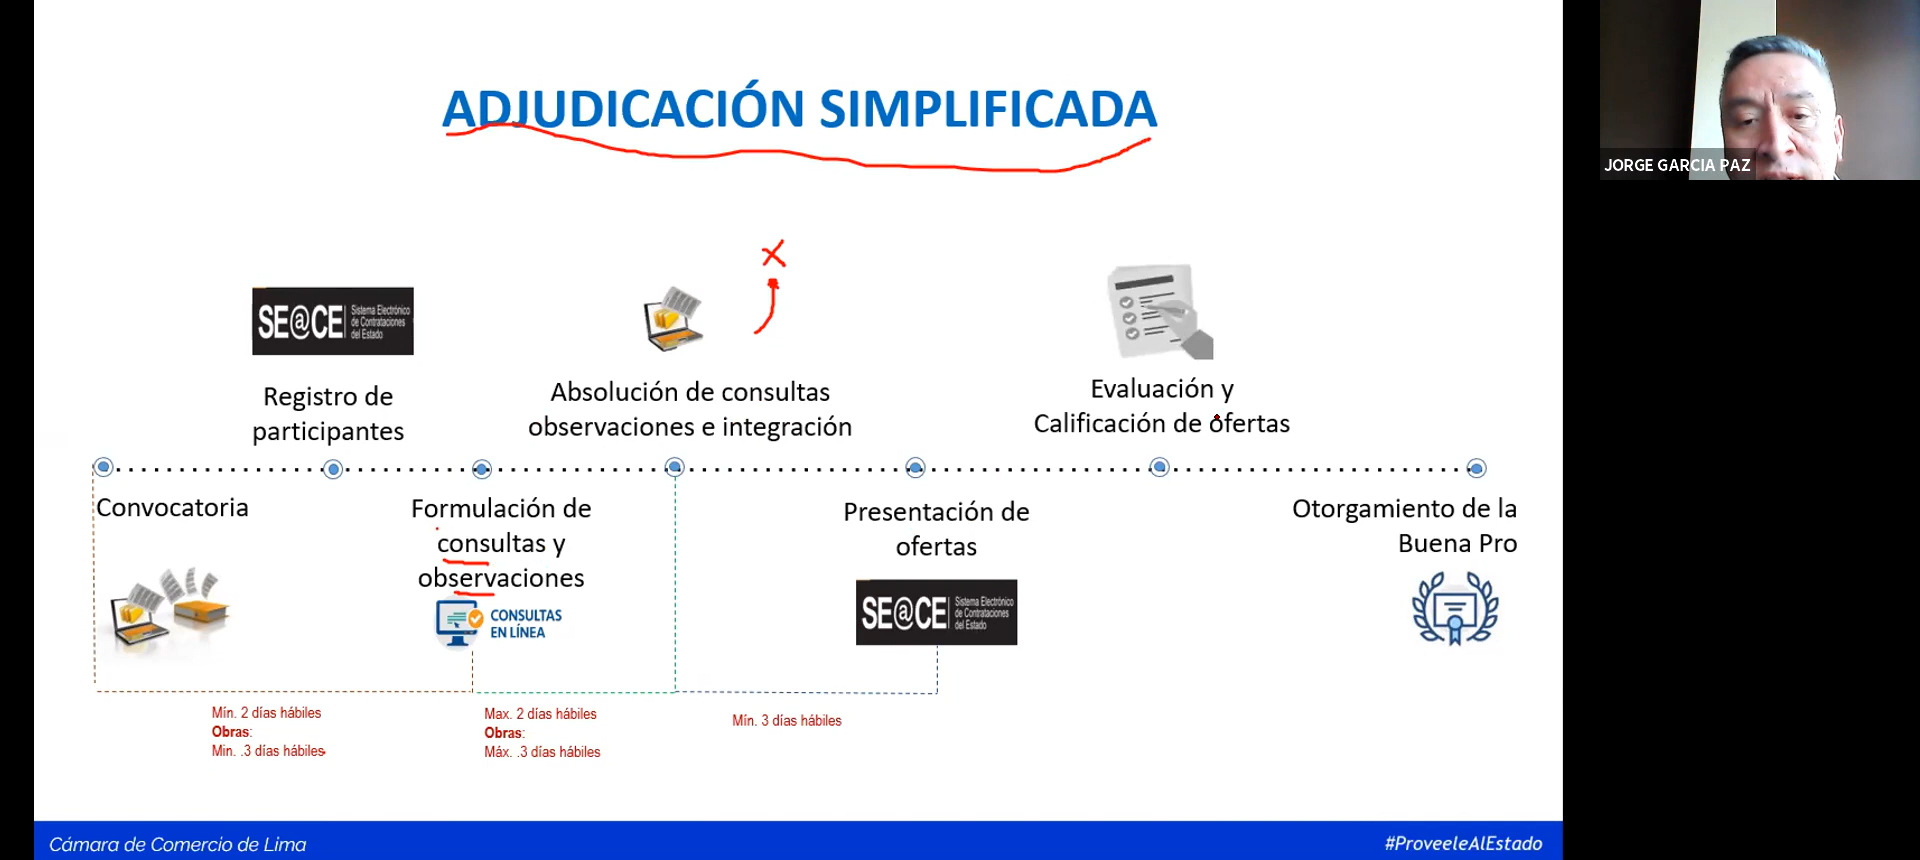 ADJUDICACIÓN SIMPLIFICADA
JORGE GARCIA PAZ
SE@CE Sistema Electrónico
de Contrataciones
del Estado
Registro de
participantes
Absolución de consultas
observaciones e integración
Evaluación y
Calificación de ofertas
Convocatoria
Formulación de
consultas y
observaciones
CONSULTAS
EN LÍNEA
Presentación de
ofertas
SE@CE Sistema Electrónico
de Contrataciones
del Estado
Otorgamiento de la
Buena Pro
Mín. 2 días hábiles
Obras:
Min. .3 días hábiles
Max. 2 días hábiles
Obras:
Máx. .3 días hábiles
Mín. 3 días hábiles
Cámara de Comercio de Lima
#ProveeleAlEstado